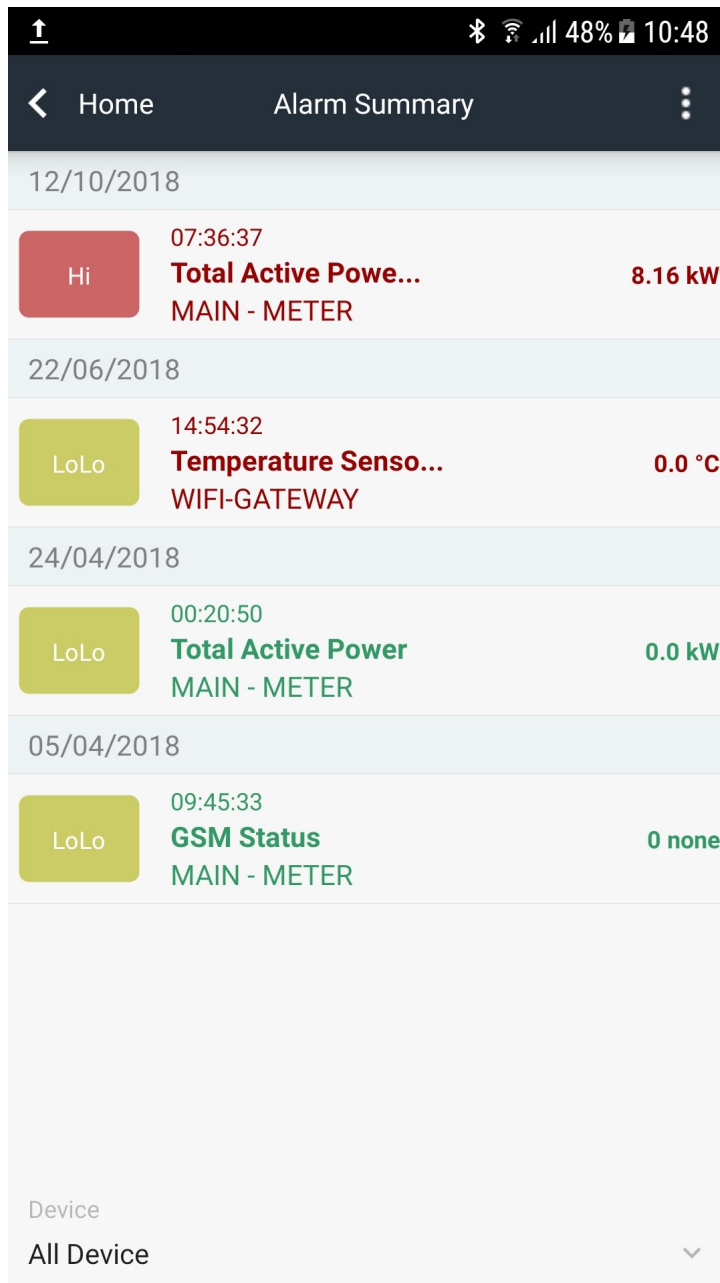 48% 10:48
Home Alarm Summary
12/10/2018
07:36:37
Hi Total Active Powe... 8.16 kW
MAIN - METER
22/06/2018
14:54:32
LoLo Temperature Senso... 0.0 °C
WIFI-GATEWAY
24/04/2018
00:20:50
LoLo Total Active Power 0.0 kW
MAIN - METER
05/04/2018
09:45:33
LoLo GSM Status 0 none
MAIN - METER
Device
All Device